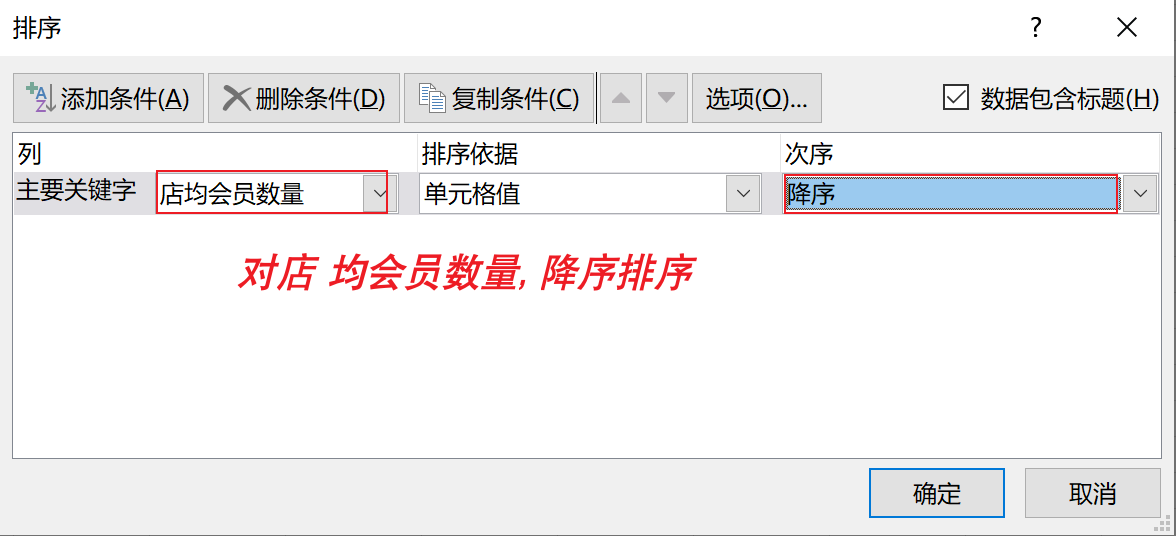 排序 ?
添加条件(A) 删除条件(D) 复制条件(C) 选项(O)... 数据包含标题(H)
列 排序依据 次序
主要关键字 店均会员数量 单元格值 降序
对店 均会员数量, 降序排序
确定 取消